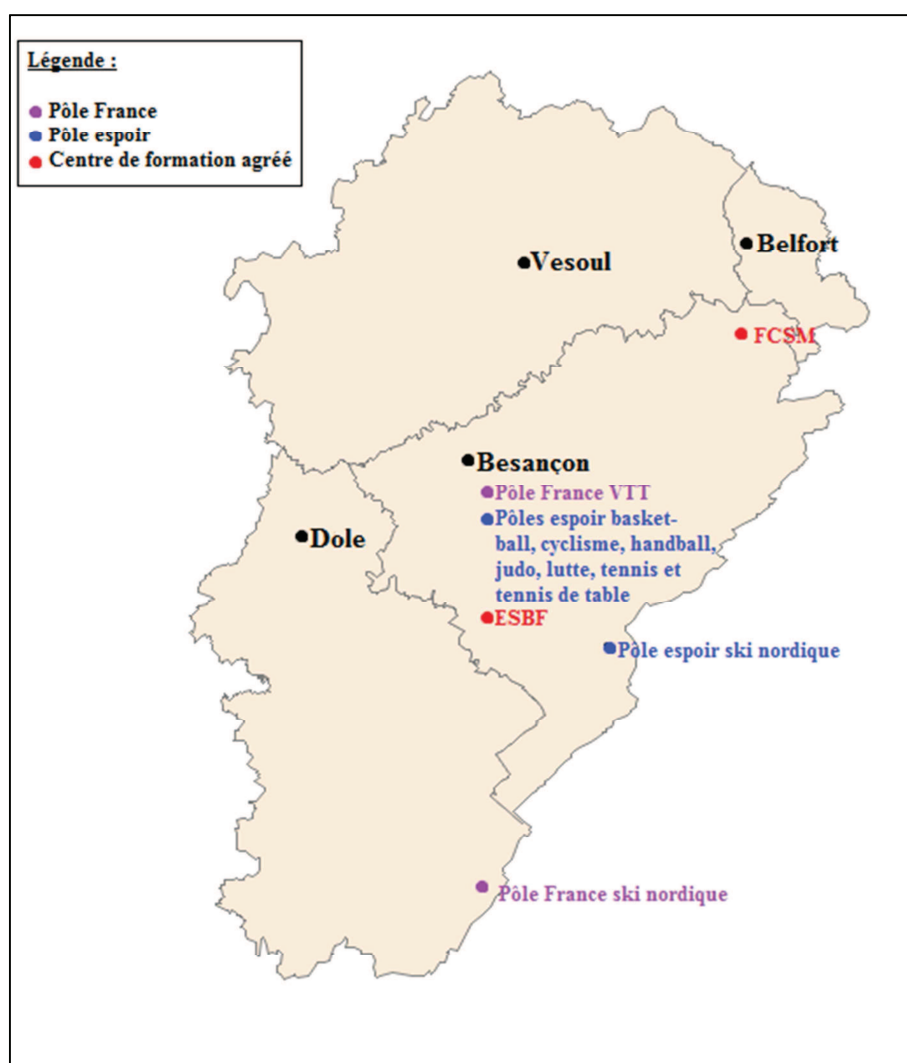 Légende :
Pôle France
Pôle espoir
Centre de formation agréé
Belfort
Vesoul
FCSM
Besançon
Pôle France VTT
Pôles espoir basket-
ball, cyclisme, handball,
judo, lutte, tennis et
tennis de table
Dole
ESBF
Pôle espoir ski nordique
Pôle France ski nordique